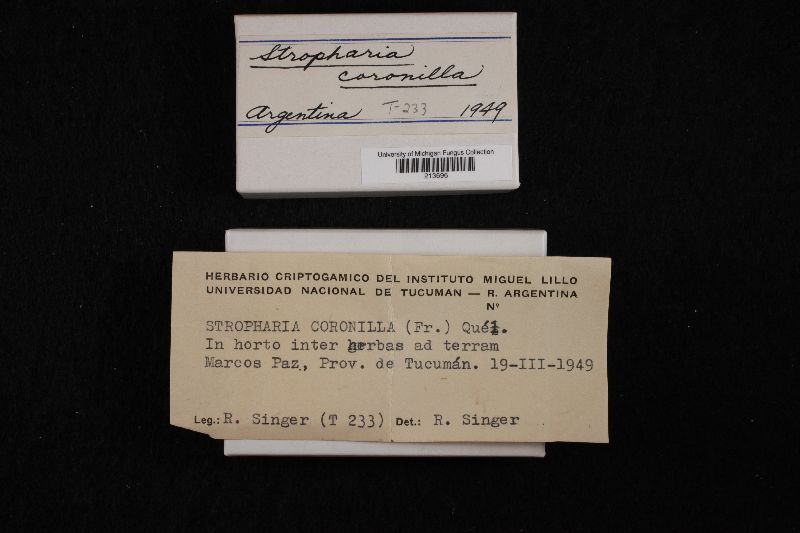 Stropharia
coronilla
Argentina T-233 1949
University of Michigan Fungus Collection
213696
HERBARIO CRIPTOGAMICO DEL INSTITUTO MIGUEL LILLO
UNIVERSIDAD NACIONAL DE TUCUMAN — R. ARGENTINA
Nº
STROPHARIA CORONILLA (Fr.) Quél.
In horto inter herbas ad terram
Marcos Paz, Prov. de Tucumán. 19-III-1949
Leg.: R. Singer (T 233) Det.: R. Singer